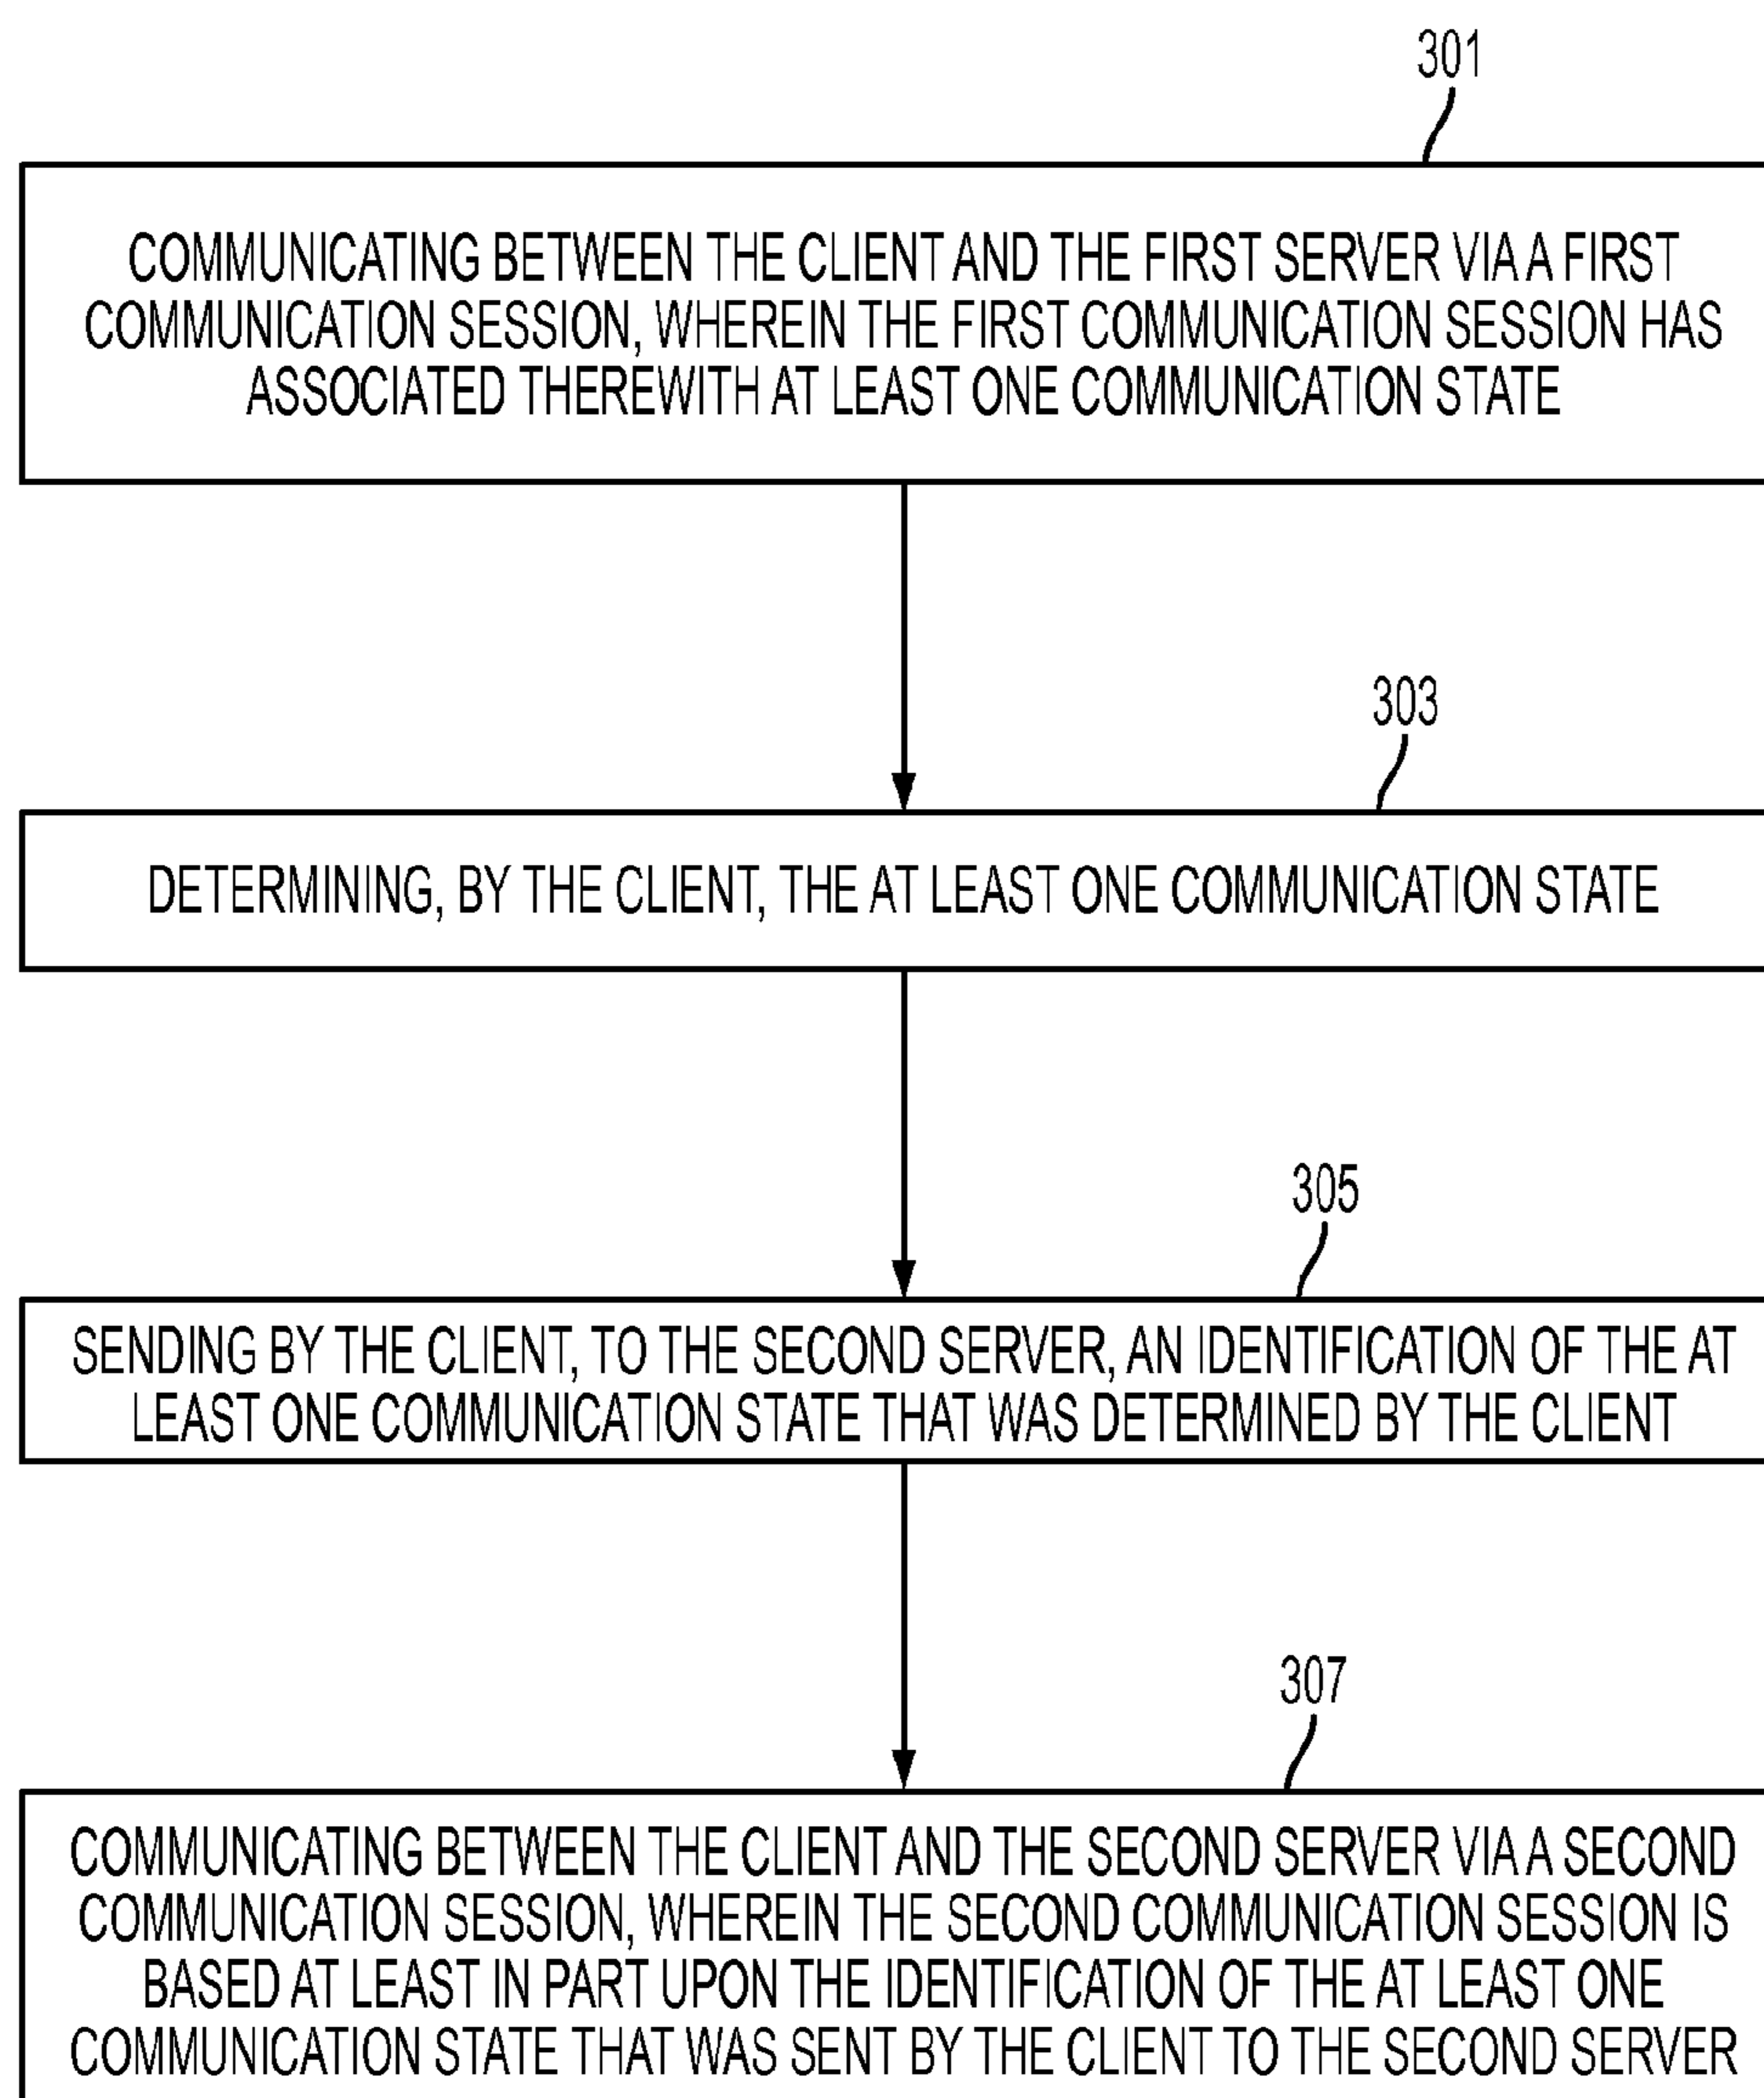 301
COMMUNICATING BETWEEN THE CLIENT AND THE FIRST SERVER VIA A FIRST
COMMUNICATION SESSION, WHEREIN THE FIRST COMMUNICATION SESSION HAS
ASSOCIATED THEREWITH AT LEAST ONE COMMUNICATION STATE
303
DETERMINING, BY THE CLIENT, THE AT LEAST ONE COMMUNICATION STATE
305
SENDING BY THE CLIENT, TO THE SECOND SERVER, AN IDENTIFICATION OF THE AT
LEAST ONE COMMUNICATION STATE THAT WAS DETERMINED BY THE CLIENT
307
COMMUNICATING BETWEEN THE CLIENT AND THE SECOND SERVER VIA A SECOND
COMMUNICATION SESSION, WHEREIN THE SECOND COMMUNICATION SESSION IS
BASED AT LEAST IN PART UPON THE IDENTIFICATION OF THE AT LEAST ONE
COMMUNICATION STATE THAT WAS SENT BY THE CLIENT TO THE SECOND SERVER